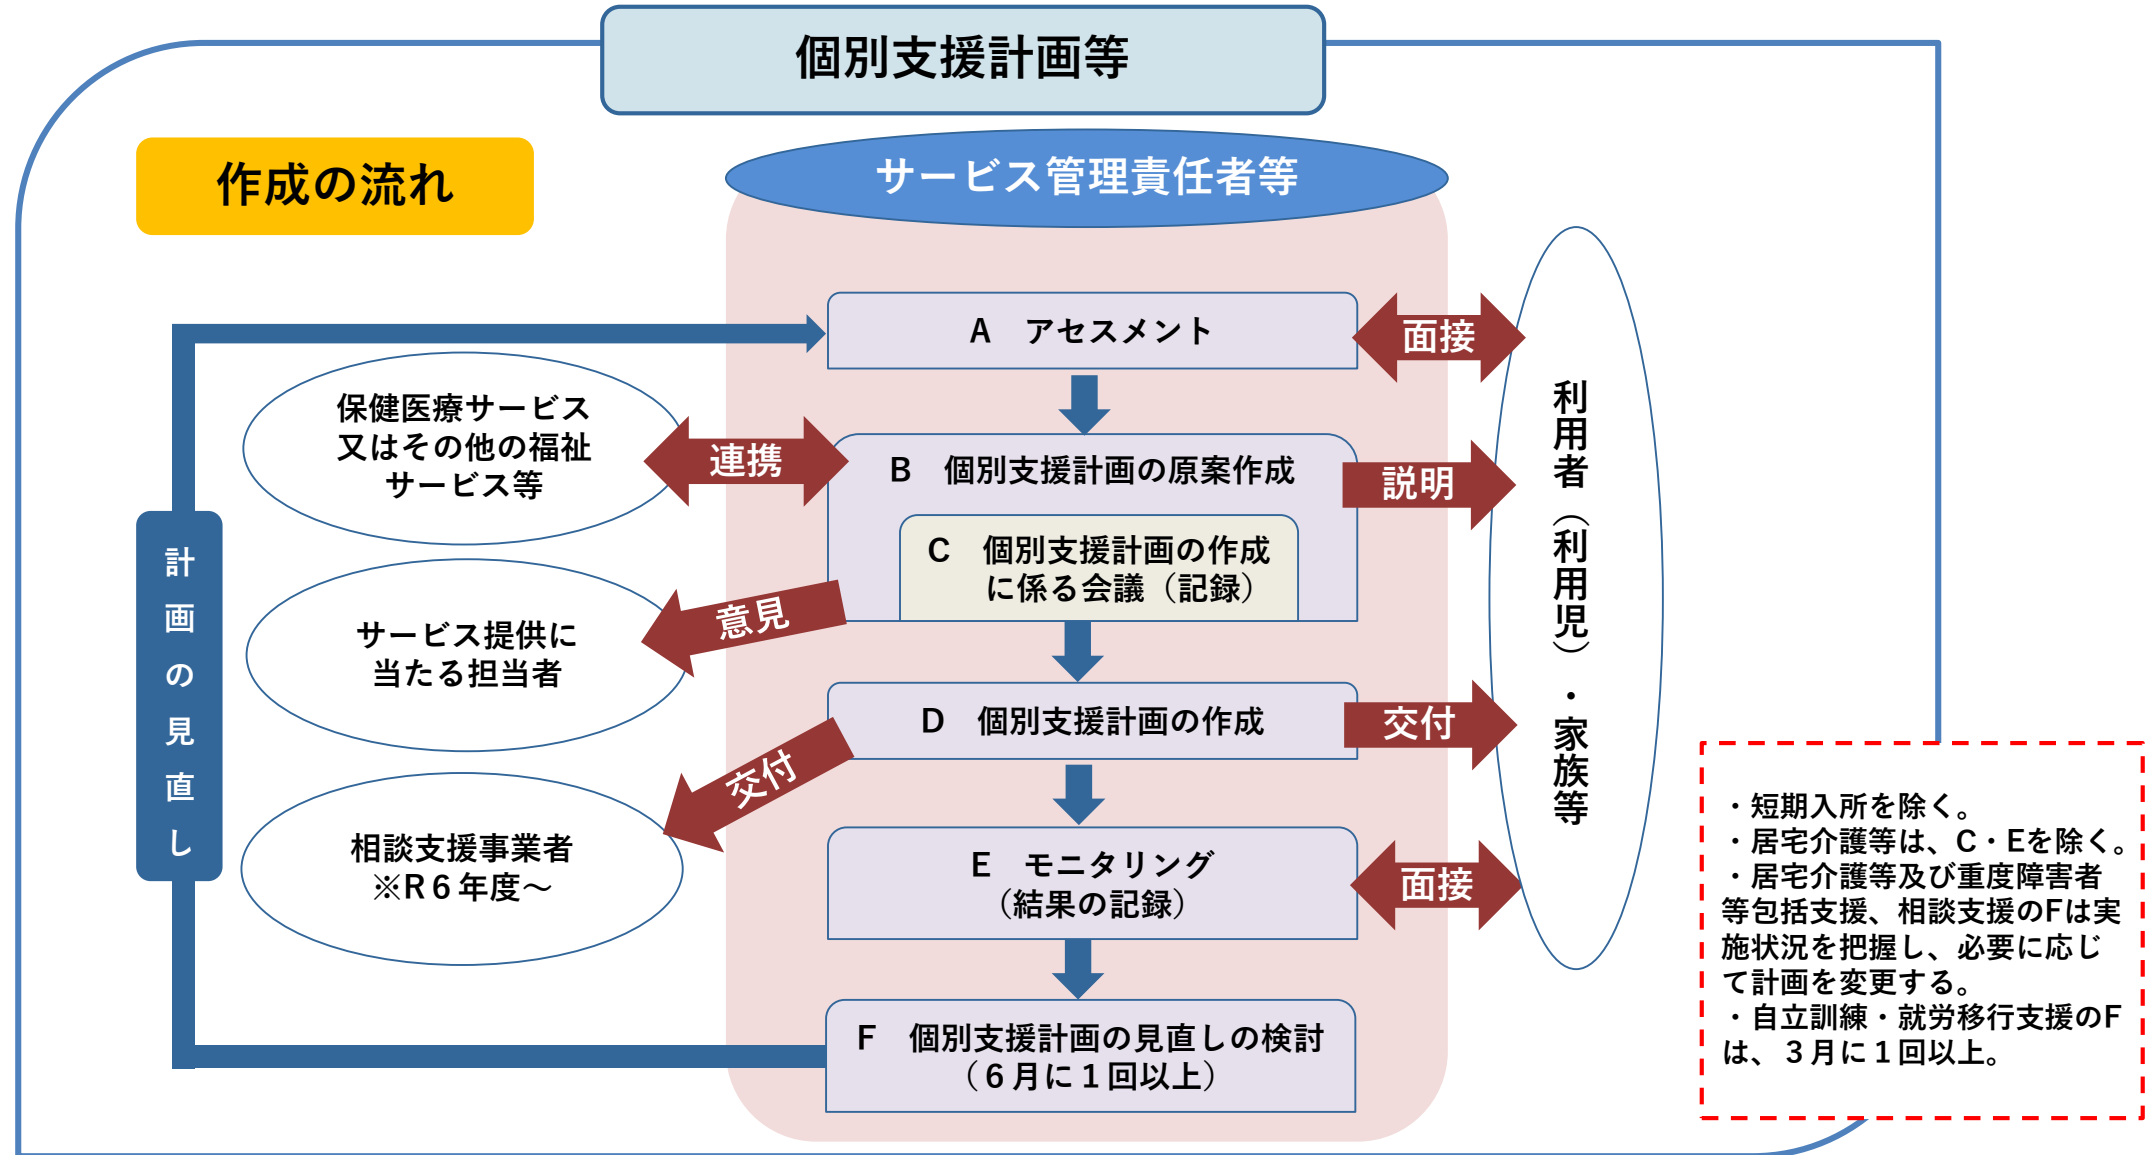 個別支援計画等
作成の流れ
サービス管理責任者等
A　アセスメント
面接
保健医療サービス
又はその他の福祉
サービス等
連携
B　個別支援計画の原案作成
説明
C　個別支援計画の作成
に係る会議（記録）
意見
サービス提供に
当たる担当者
D　個別支援計画の作成
交付
交付
相談支援事業者
※R６年度～
E　モニタリング
（結果の記録）
面接
F　個別支援計画の見直しの検討
（６月に１回以上）
計画の見直し
利用者（利用児）・家族等
・短期入所を除く。
・居宅介護等は、C・Eを除く。
・居宅介護等及び重度障害者
等包括支援、相談支援のFは実
施状況を把握し、必要に応じ
て計画を変更する。
・自立訓練・就労移行支援のF
は、３月に１回以上。